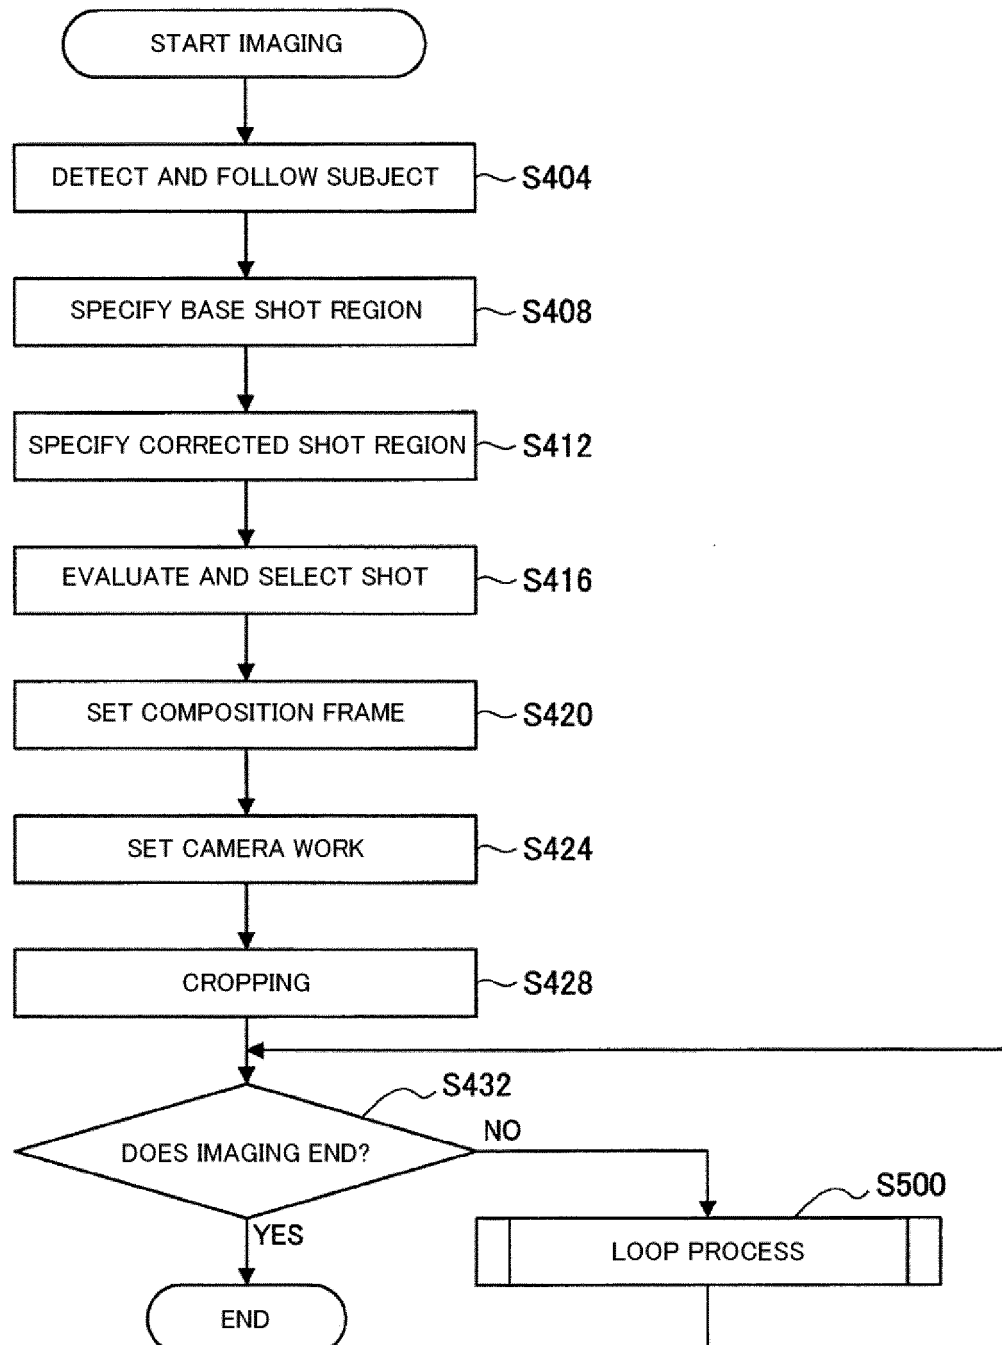 START IMAGING
DETECT AND FOLLOW SUBJECT
S404
SPECIFY BASE SHOT REGION
S408
SPECIFY CORRECTED SHOT REGION
S412
EVALUATE AND SELECT SHOT
S416
SET COMPOSITION FRAME
S420
SET CAMERA WORK
S424
CROPPING
S428
S432
DOES IMAGING END?
NO
S500
YES
LOOP PROCESS
END